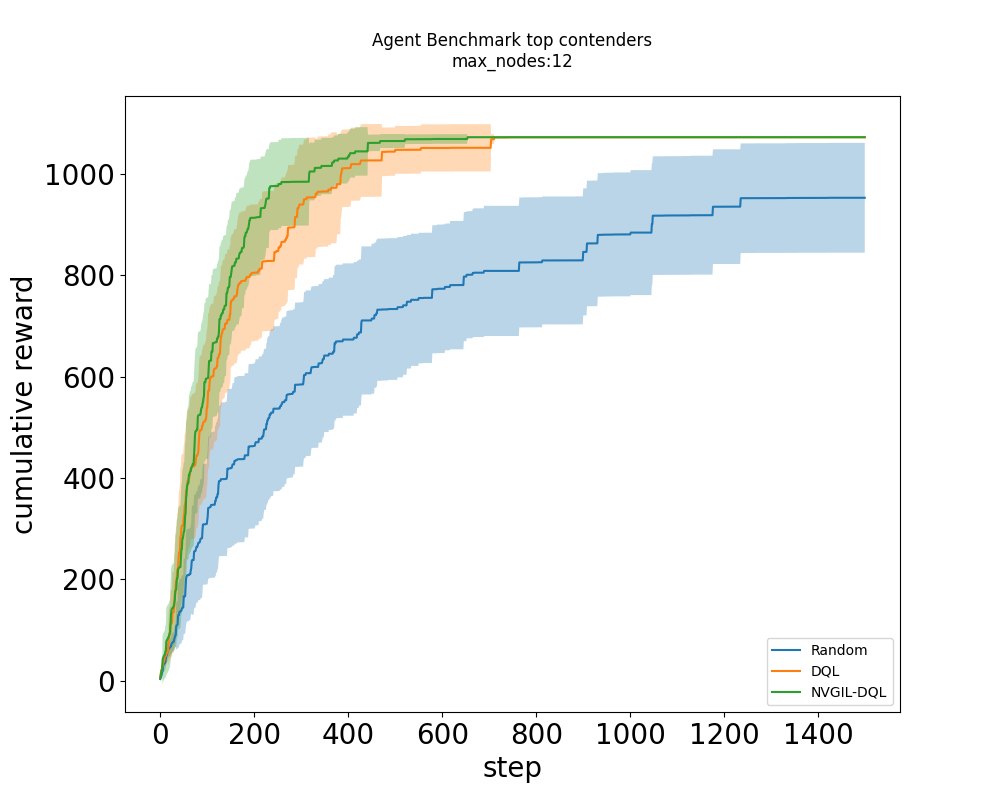 Agent Benchmark top contenders
max_nodes:12
cumulative reward
1000
800
600
400
200
0
0 200 400 600 800 1000 1200 1400
step
Random
DQL
NVGIL-DQL